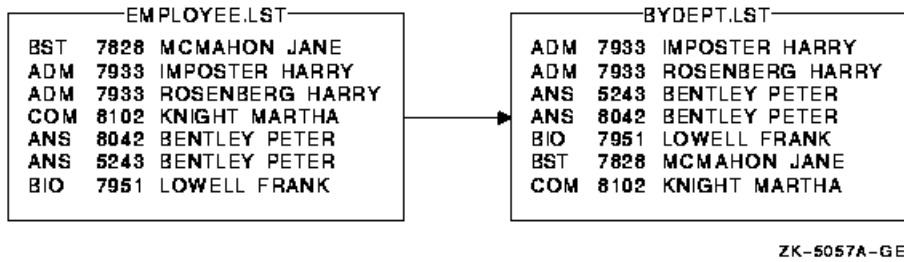 EMPLOYEE.LST
BST 7828 MCMAHON JANE
ADM 7933 IMPOSTER HARRY
ADM 7933 ROSENBERG HARRY
COM 8102 KNIGHT MARTHA
ANS 8042 BENTLEY PETER
ANS 5243 BENTLEY PETER
BIO 7951 LOWELL FRANK
BYDEPT.LST
ADM 7933 IMPOSTER HARRY
ADM 7933 ROSENBERG HARRY
ANS 5243 BENTLEY PETER
ANS 8042 BENTLEY PETER
BIO 7951 LOWELL FRANK
BST 7828 MCMAHON JANE
COM 8102 KNIGHT MARTHA
ZK-5057A-GE